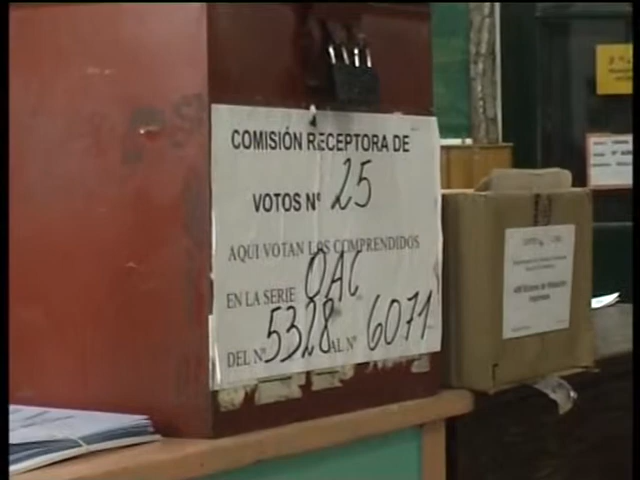 COMISIÓN RECEPTORA DE
VOTOS Nº 25
AQUI VOTAN LOS COMPRENDIDOS
EN LA SERIE OAC
DEL Nº 5328 AL Nº 6071